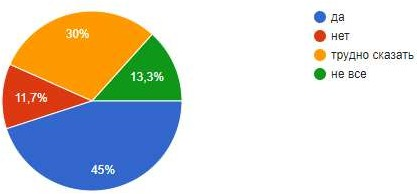 30%
13,3%
11,7%
45%
да
нет
трудно сказать
не все